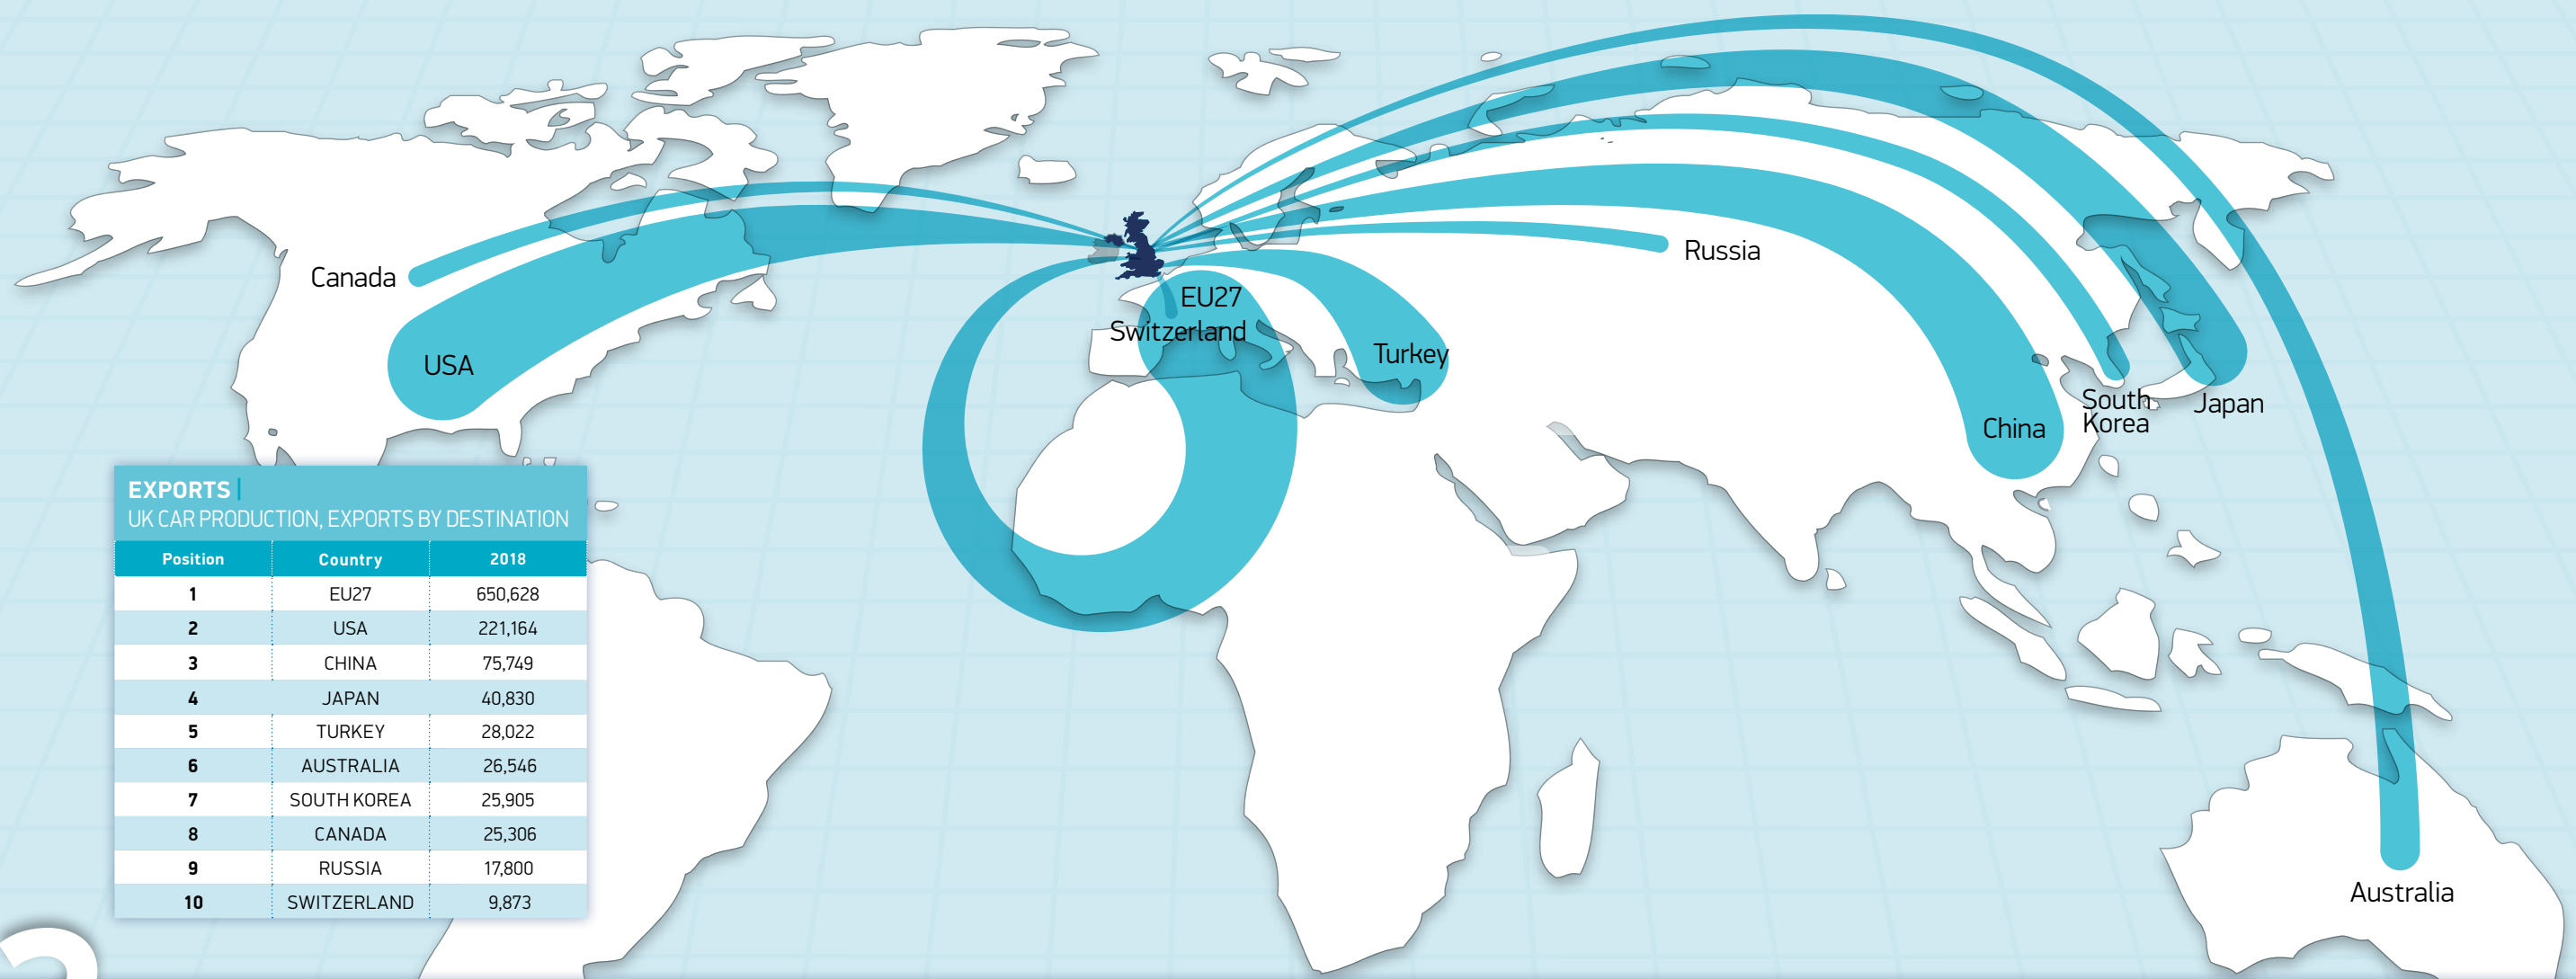 Canada
USA
EU27
Switzerland
Turkey
Russia
China
South
Korea
Japan
Australia
EXPORTS |
UK CAR PRODUCTION, EXPORTS BY DESTINATION
Position Country 2018
1 EU27 650,628
2 USA 221,164
3 CHINA 75,749
4 JAPAN 40,830
5 TURKEY 28,022
6 AUSTRALIA 26,546
7 SOUTH KOREA 25,905
8 CANADA 25,306
9 RUSSIA 17,800
10 SWITZERLAND 9,873